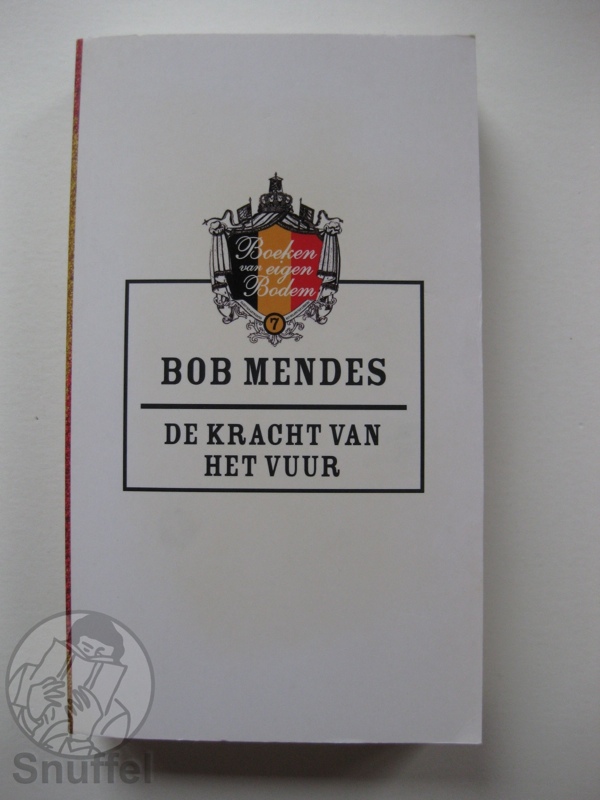 Boeken
van eigen
Bodem
7
BOB MENDES
DE KRACHT VAN
HET VUUR
Snuffel